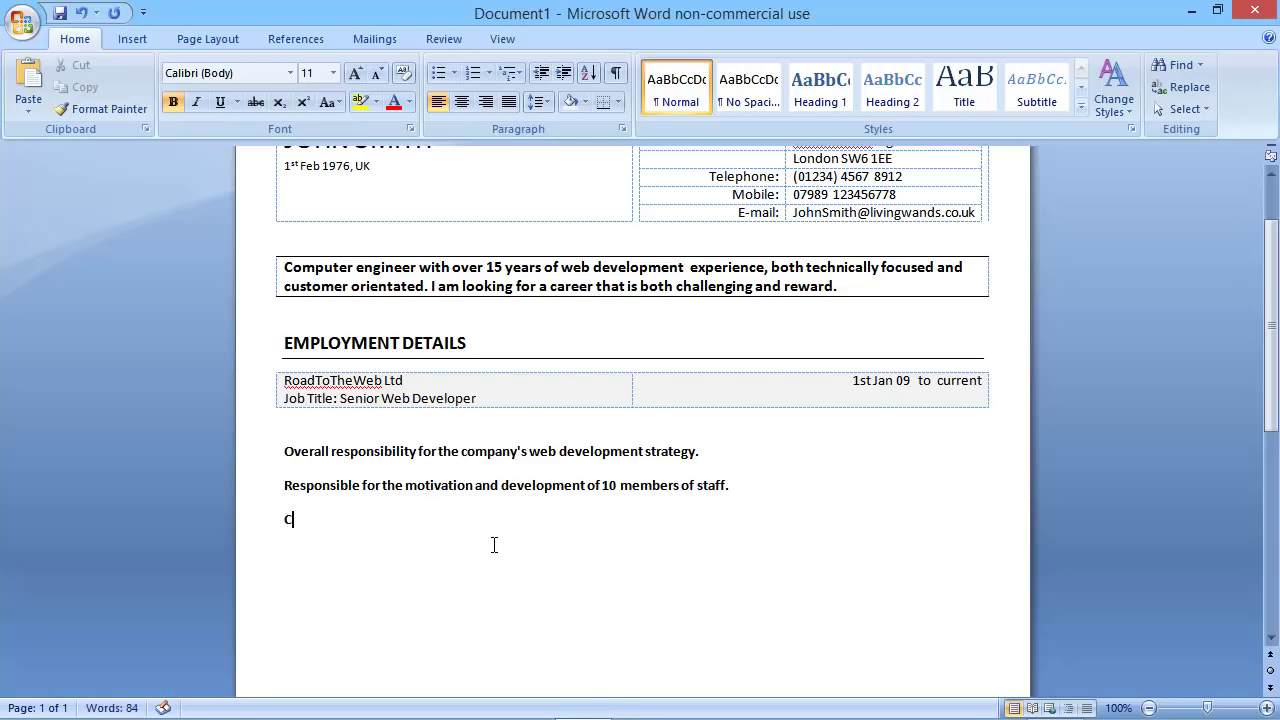 Document1 - Microsoft Word non-commercial use
Home Insert Page Layout References Mailings Review View
Paste
Cut
Copy
Format Painter
Clipboard
Calibri (Body) 11
Font
Paragraph
AaBbCcDc AaBbCcDc AaBbC AaBbCc AaB AaBbCc.
¶ Normal ¶ No Spaci... Heading 1 Heading 2 Title Subtitle
Change Styles
Styles
Find
Replace
Select
Editing
JOHN SMITH
1st Feb 1976, UK
London SW6 1EE
Telephone: (01234) 4567 8912
Mobile: 07989 123456778
E-mail: JohnSmith@livingwands.co.uk
Computer engineer with over 15 years of web development experience, both technically focused and
customer orientated. I am looking for a career that is both challenging and reward.
EMPLOYMENT DETAILS
RoadToTheWeb Ltd 1st Jan 09 to current
Job Title: Senior Web Developer
Overall responsibility for the company's web development strategy.
Responsible for the motivation and development of 10 members of staff.
C
Page: 1 of 1 Words: 84 100%